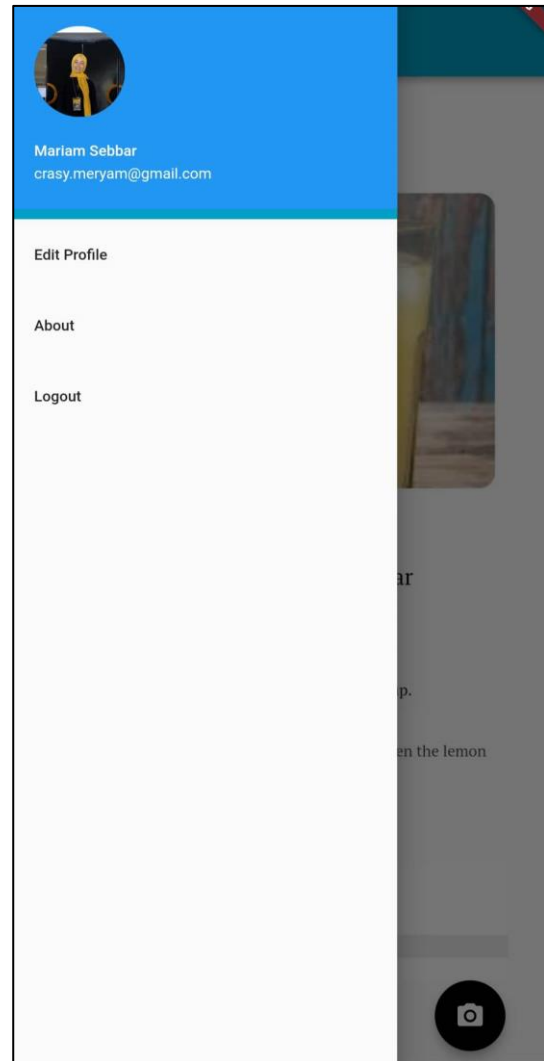 Mariam Sebbar
crasy.meryam@gmail.com
Edit Profile
About
Logout
ar
p.
en the lemon